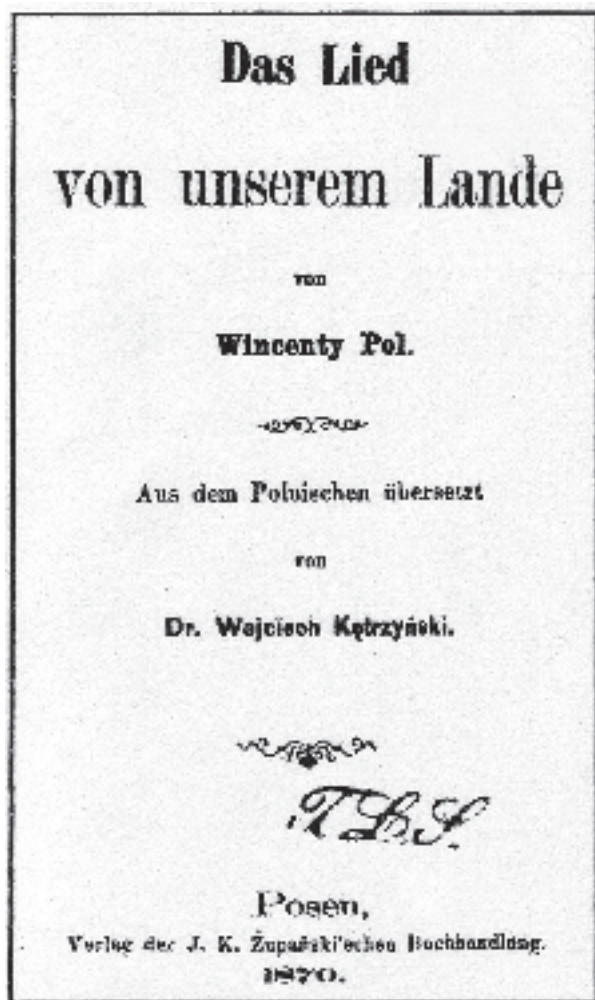 Das Lied
von unserem Lande
von
Wincenty Pol.
Aus dem Polnischen übersetzt
von
Dr. Wojciech Kętrzyński.
T. L. S.
Posen,
Verlag der J. K. Żupański'schen Buchhandlung.
1870.